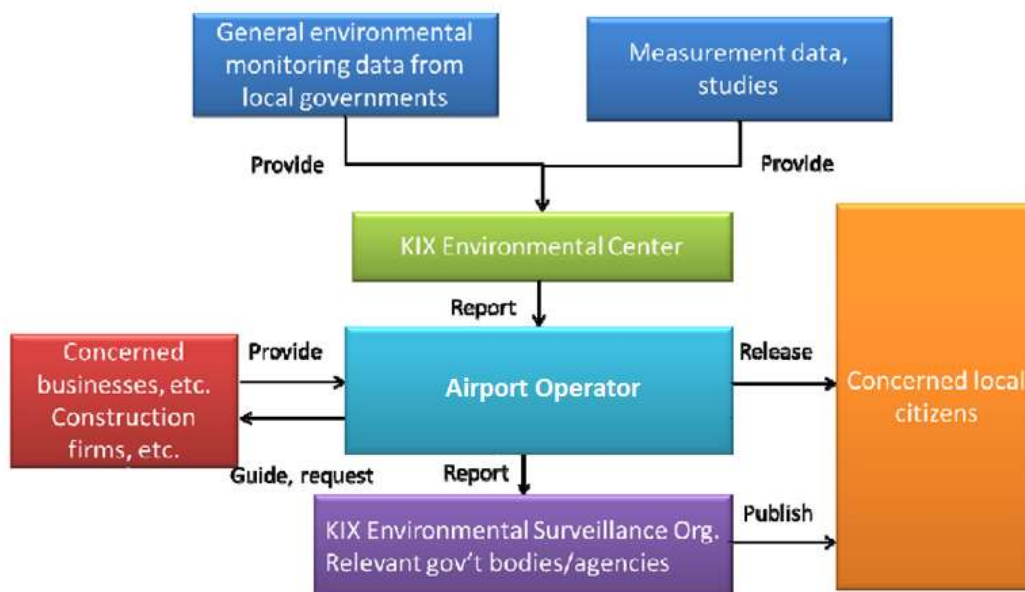 General environmental
monitoring data from
local governments
Measurement data,
studies
Provide
Provide
KIX Environmental Center
Report
Concerned
businesses, etc.
Construction
firms, etc.
Provide
Airport Operator
Release
Concerned local
citizens
Guide, request
Report
KIX Environmental Surveillance Org.
Relevant gov't bodies/agencies
Publish